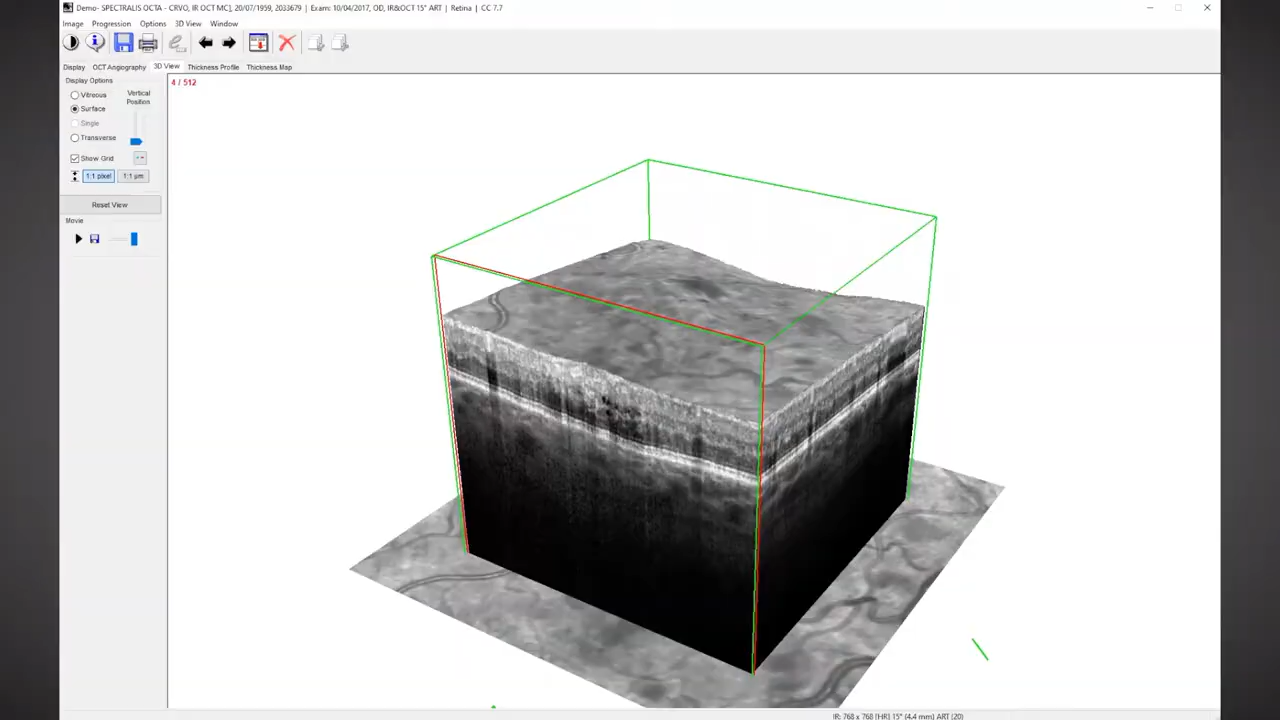 Demo- SPECTRALIS OCTA - CRVO, IR OCT MC], 20/07/1959, 2033679 | Exam: 10/04/2017, OD, IR&OCT 15° ART | Retina | CC 7.7
Image Progression Options 3D View Window
Display OCT Angiography 3D View Thickness Profile Thickness Map
Display Options
4 / 512
Vitreous
Vertical
Position
Surface
Single
Transverse
Show Grid
1:1 pixel 1:1 µm
Reset View
Movie
IR: 768 x 768 [HR] 15° (4.4 mm) ART (20)